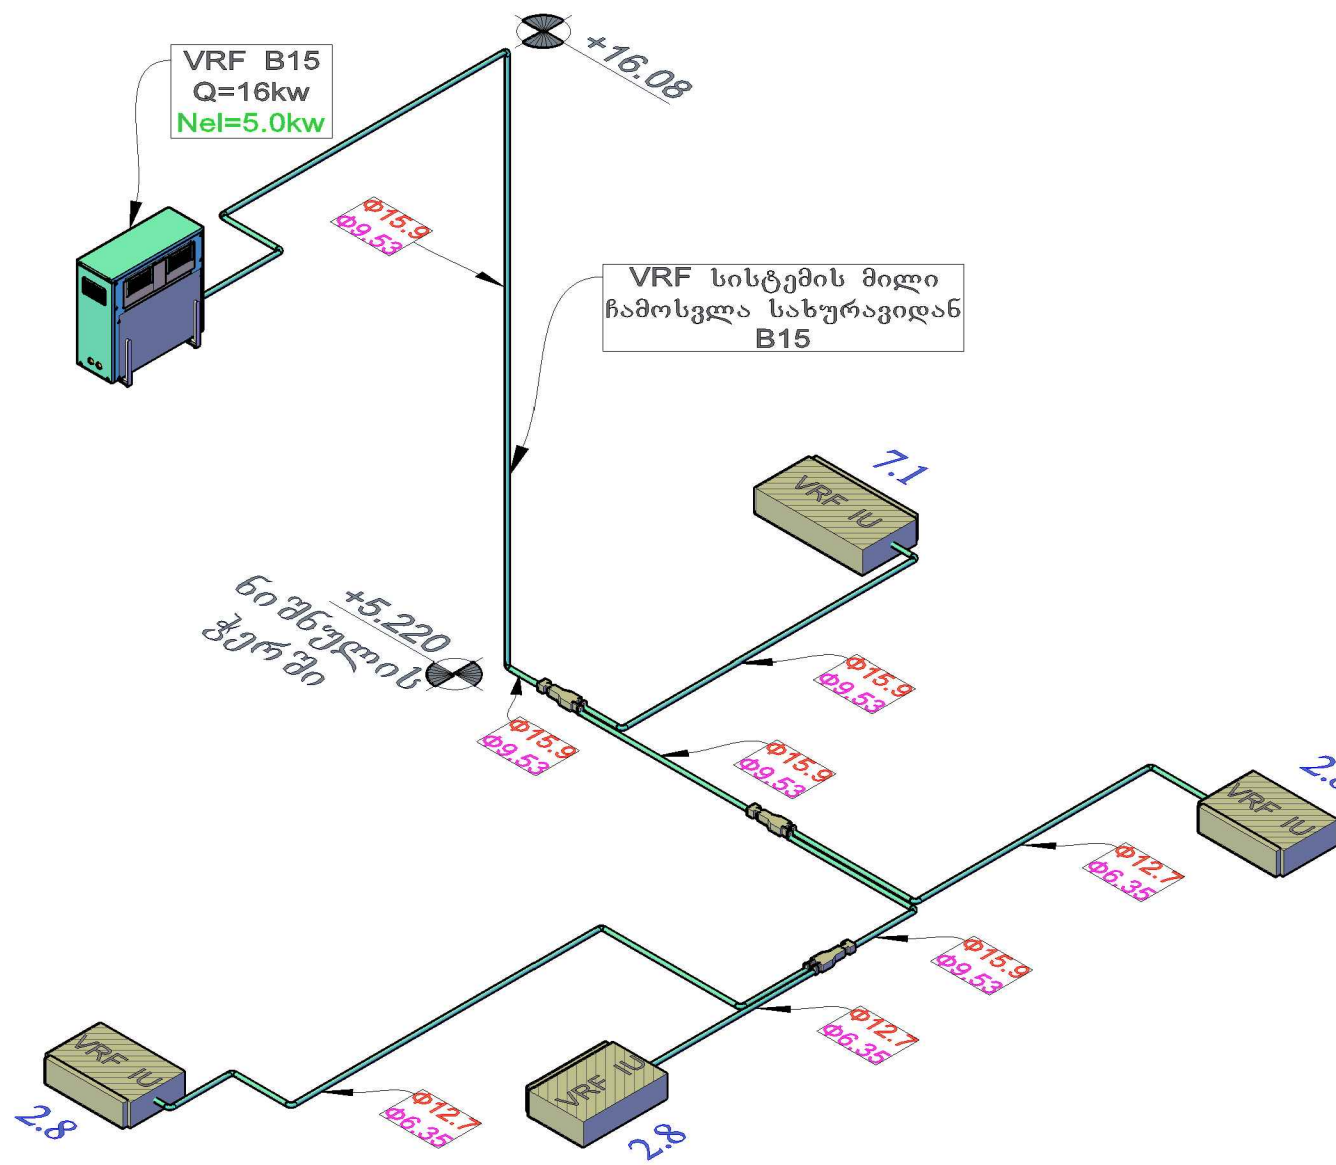 VRF B15
Q=16kw
Nel=5.0kw
+16.08
Φ15.9
Φ9.53
VRF სისტემის მილი
ჩამოსვლა სახურავიდან
B15
7.1
VRF IU
+5.220
ნიშნულის
ჭერში
Φ15.9
Φ9.53
Φ15.9
Φ9.53
Φ15.9
Φ9.53
VRF IU
Φ12.7
Φ6.35
Φ15.9
Φ9.53
Φ12.7
Φ6.35
VRF IU
2.8
Φ12.7
Φ6.35
VRF IU
2.8